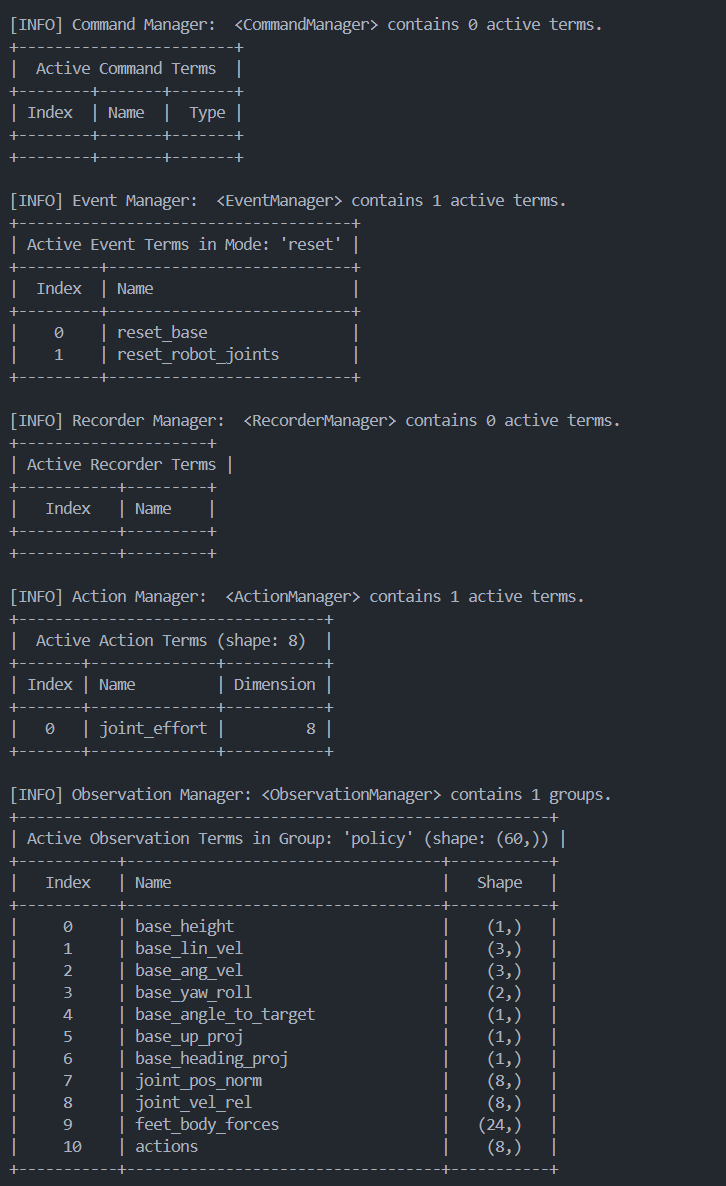 [INFO] Command Manager:  <CommandManager> contains 0 active terms.
+------------------------+
|  Active Command Terms  |
+--------+-------+-------+
| Index  | Name  |  Type |
+--------+-------+-------+
+--------+-------+-------+
[INFO] Event Manager:  <EventManager> contains 1 active terms.
+-------------------------------------+
| Active Event Terms in Mode: 'reset' |
+---------+---------------------------+
|  Index  | Name                      |
+---------+---------------------------+
|    0    | reset_base                |
|    1    | reset_robot_joints        |
+---------+---------------------------+
[INFO] Recorder Manager:  <RecorderManager> contains 0 active terms.
+---------------------+
| Active Recorder Terms |
+-----------+---------+
|   Index   | Name    |
+-----------+---------+
+-----------+---------+
[INFO] Action Manager:  <ActionManager> contains 1 active terms.
+----------------------------------+
|  Active Action Terms (shape: 8)  |
+-------+--------------+-----------+
| Index | Name         | Dimension |
+-------+--------------+-----------+
|   0   | joint_effort |         8 |
+-------+--------------+-----------+
[INFO] Observation Manager: <ObservationManager> contains 1 groups.
+-----------------------------------------------------------+
| Active Observation Terms in Group: 'policy' (shape: (60,)) |
+-----------+-----------------------------------+-----------+
|   Index   | Name                              |   Shape   |
+-----------+-----------------------------------+-----------+
|     0     | base_height                       |    (1,)   |
|     1     | base_lin_vel                      |    (3,)   |
|     2     | base_ang_vel                      |    (3,)   |
|     3     | base_yaw_roll                     |    (2,)   |
|     4     | base_angle_to_target              |    (1,)   |
|     5     | base_up_proj                      |    (1,)   |
|     6     | base_heading_proj                 |    (1,)   |
|     7     | joint_pos_norm                    |    (8,)   |
|     8     | joint_vel_rel                     |    (8,)   |
|     9     | feet_body_forces                  |   (24,)   |
|     10    | actions                           |    (8,)   |
+-----------+-----------------------------------+-----------+